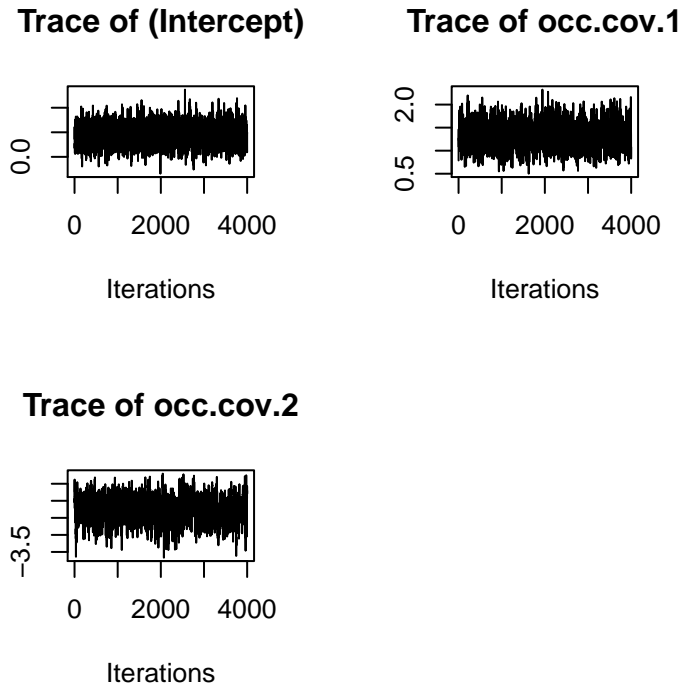 Trace of (Intercept)
0.0
0 2000 4000
Iterations
Trace of occ.cov.1
2.0
0.5
0 2000 4000
Iterations
Trace of occ.cov.2
−3.5
0 2000 4000
Iterations